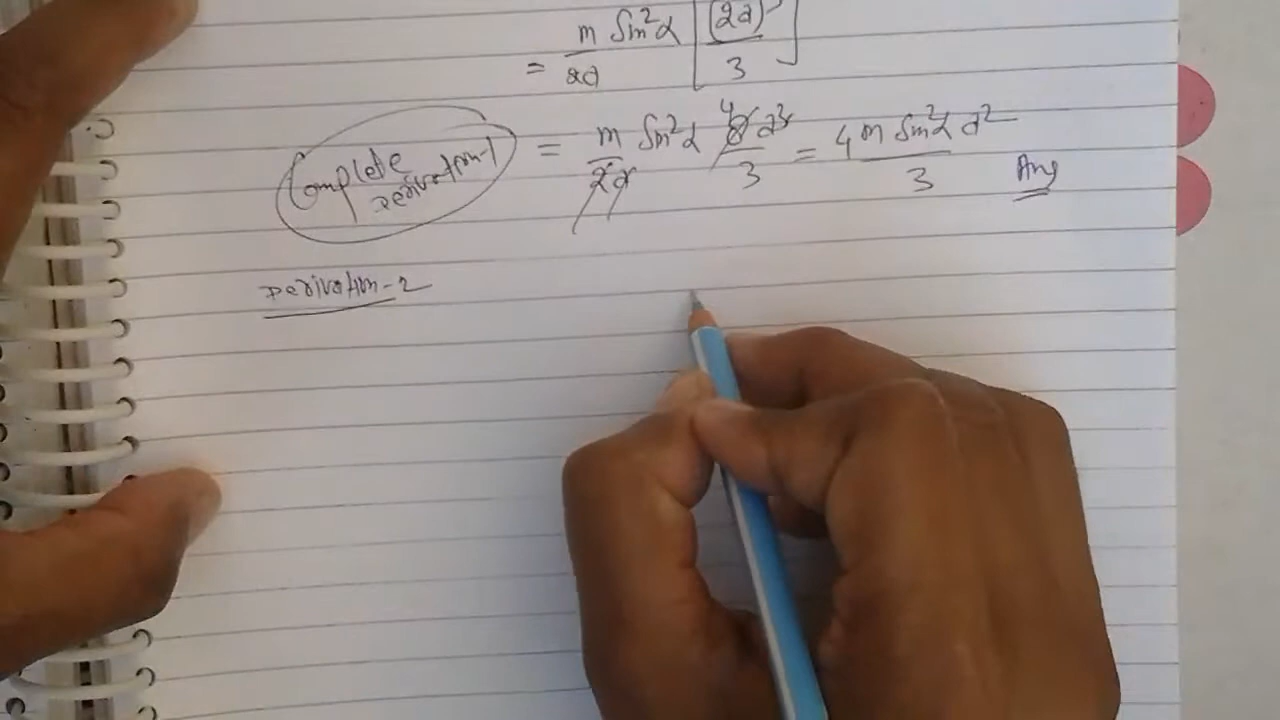 = m/2a Sin²α [(2a)³/3]
Complete Derivation-1 = m/2a Sin²α 8a³/3 4 = 4 m Sin²α a²/3 Ans
Derivation-2